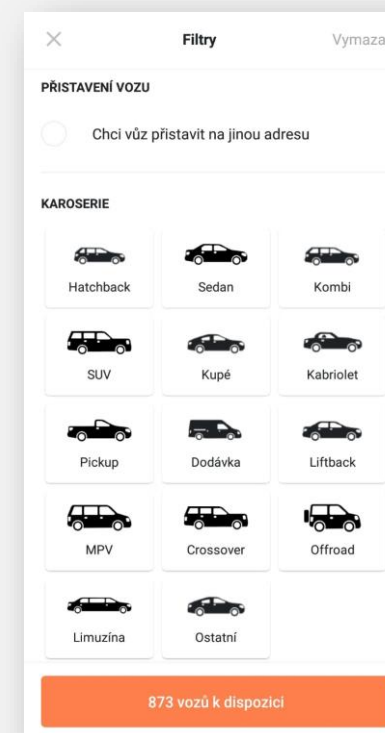 Filtry Vymaza
PŘISTAVENÍ VOZU
Chci vůz přistavit na jinou adresu
KAROSERIE
Hatchback Sedan Kombi
SUV Kupé Kabriolet
Pickup Dodávka Liftback
MPV Crossover Offroad
Limuzína Ostatní
873 vozů k dispozici